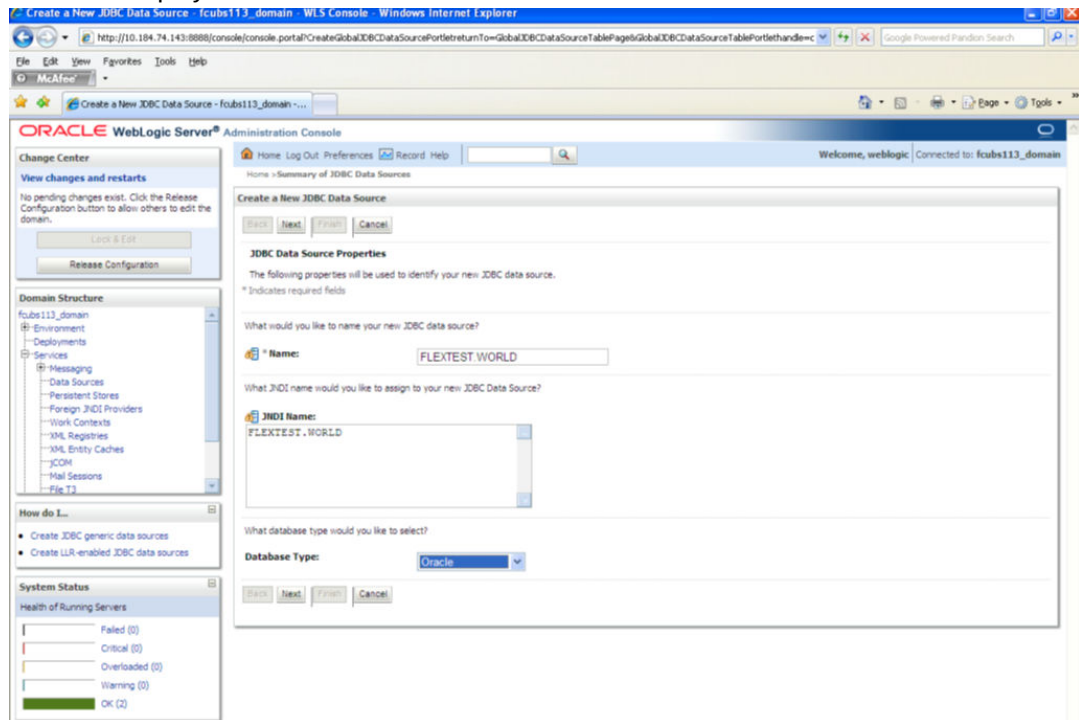 Create a New JDBC Data Source - fcubs113_domain - WLS Console - Windows Internet Explorer
http://10.184.74.143:8888/console/console.portal?CreateGlobalJDBCDataSourcePortletreturnTo=GlobalJDBCDataSourceTablePage&GlobalJDBCDataSourceTablePortlethandle=c
Google Powered Pandion Search
File Edit View Favorites Tools Help
McAfee
Create a New JDBC Data Source - fcubs113_domain -...
Page Tools
ORACLE WebLogic Server® Administration Console
Change Center
View changes and restarts
No pending changes exist. Click the Release
Configuration button to allow others to edit the
domain.
Lock & Edit
Release Configuration
Domain Structure
fcubs113_domain
Environment
Deployments
Services
Messaging
Data Sources
Persistent Stores
Foreign JNDI Providers
Work Contexts
XML Registries
XML Entity Caches
jCOM
Mail Sessions
File T3
How do I...
Create JDBC generic data sources
Create LLR-enabled JDBC data sources
System Status
Health of Running Servers
Failed (0)
Critical (0)
Overloaded (0)
Warning (0)
OK (2)
Home Log Out Preferences Record Help
Welcome, weblogic Connected to: fcubs113_domain
Home >Summary of JDBC Data Sources
Create a New JDBC Data Source
Back Next Finish Cancel
JDBC Data Source Properties
The following properties will be used to identify your new JDBC data source.
* Indicates required fields
What would you like to name your new JDBC data source?
* Name: FLEXTEST.WORLD
What JNDI name would you like to assign to your new JDBC Data Source?
JNDI Name:
FLEXTEST.WORLD
What database type would you like to select?
Database Type: Oracle
Back Next Finish Cancel